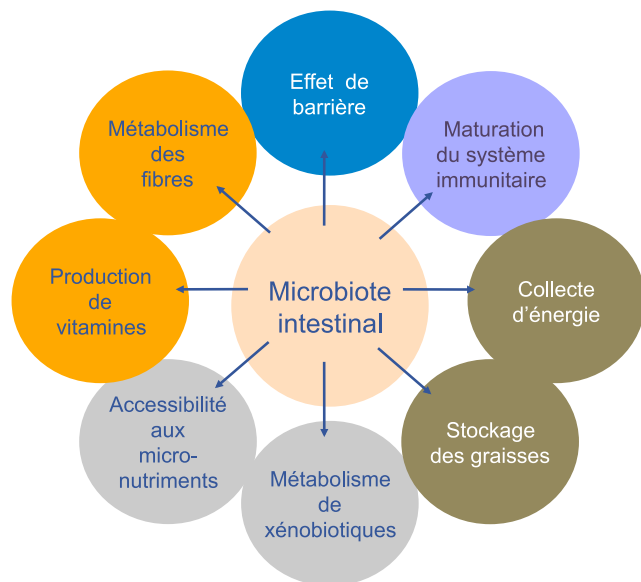 Effet de
barrière
Maturation
du système
immunitaire
Collecte
d'énergie
Stockage
des graisses
Métabolisme
de
xénobiotiques
Accessibilité
aux
micro-
nutriments
Production
de
vitamines
Métabolisme
des
fibres
Microbiote
intestinal